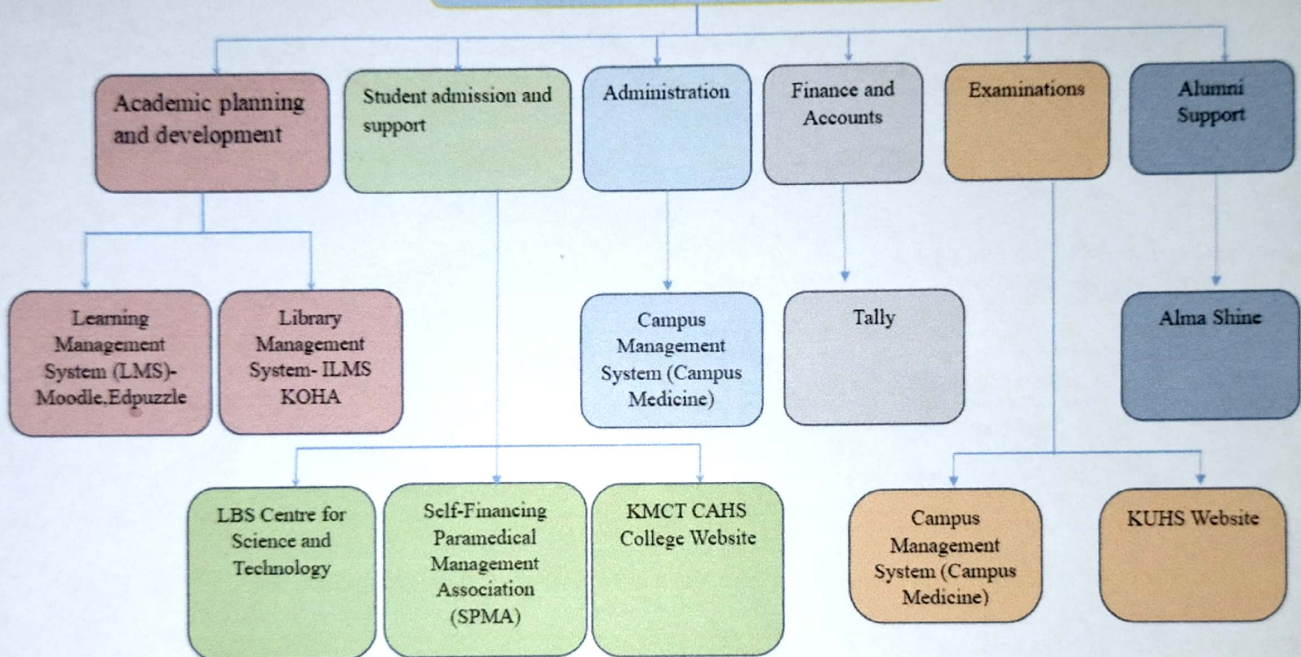 Academic planning
and development
Student admission and
support
Administration
Finance and
Accounts
Examinations
Alumni
Support
Learning
Management
System (LMS)-
Moodle,Edpuzzle
Library
Management
System- ILMS
KOHA
Campus
Management
System (Campus
Medicine)
Tally
Alma Shine
LBS Centre for
Science and
Technology
Self-Financing
Paramedical
Management
Association
(SPMA)
KMCT CAHS
College Website
Campus
Management
System (Campus
Medicine)
KUHS Website